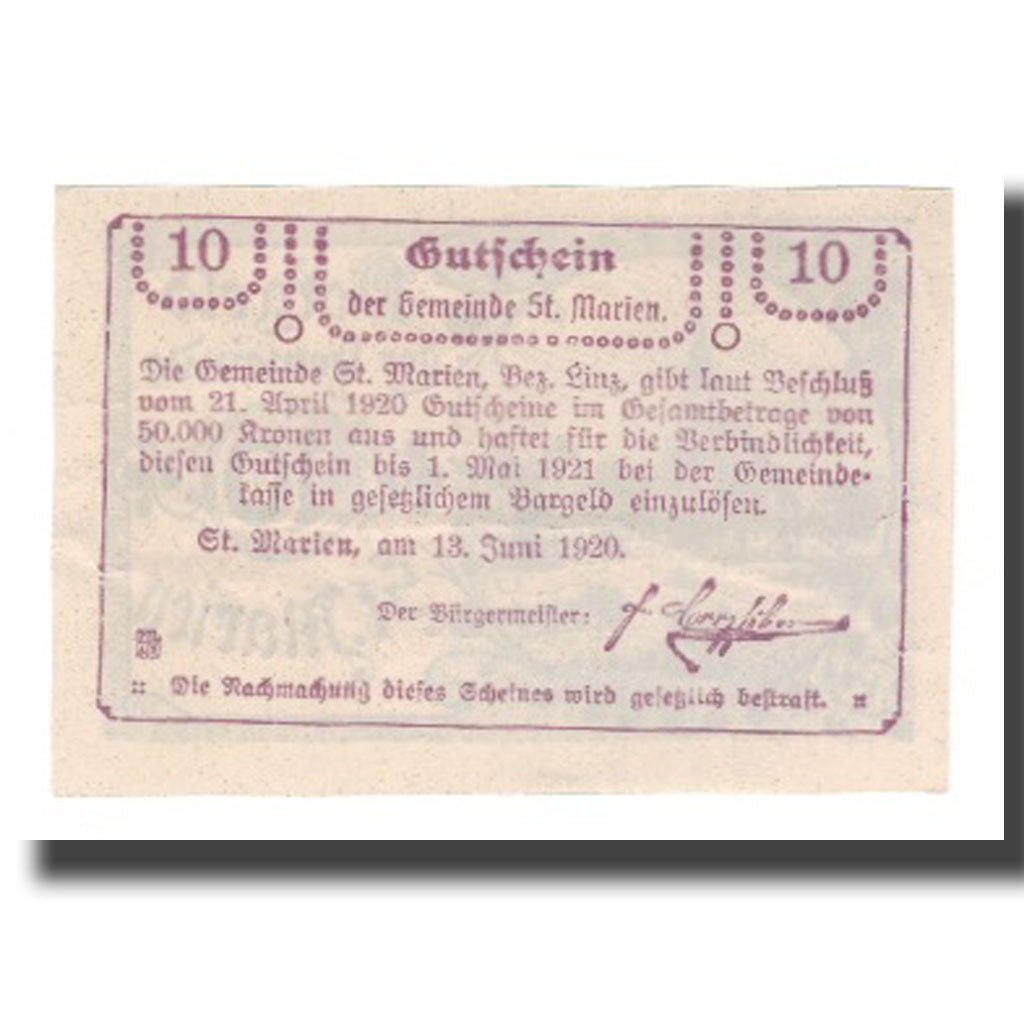 10 Gutschein 10
der Gemeinde St. Marien.
Die Gemeinde St. Marien, Bez. Linz, gibt laut Beschluß
vom 21. April 1920 Gutscheine im Gesamtbetrage von
50.000 Kronen aus und haftet für die Verbindlichkeit,
diesen Gutschein bis 1. Mai 1921 bei der Gemeinde-
kasse in gesetzlichem Bargeld einzulösen.
St. Marien, am 13. Juni 1920.
Der Bürgermeister:
:: Die Nachmachung dieses Scheines wird gesetzlich bestraft. ::